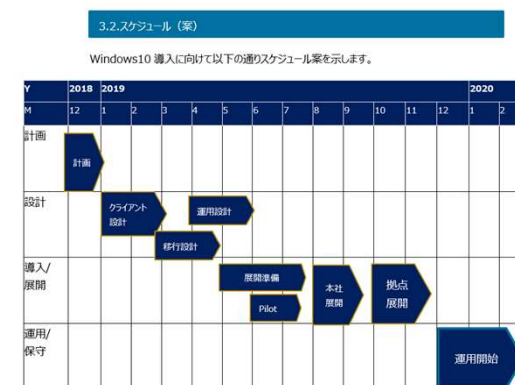 3.2.スケジュール（案）
Windows10 導入に向けて以下の通りスケジュール案を示します。
Y 2018 2019 2020
M 12 1 2 3 4 5 6 7 8 9 10 11 12 1 2
計画
計画
設計
クライアント
設計
運用設計
移行設計
導入/
展開
展開準備
Pilot
本社
展開
拠点
展開
運用/
保守
運用開始